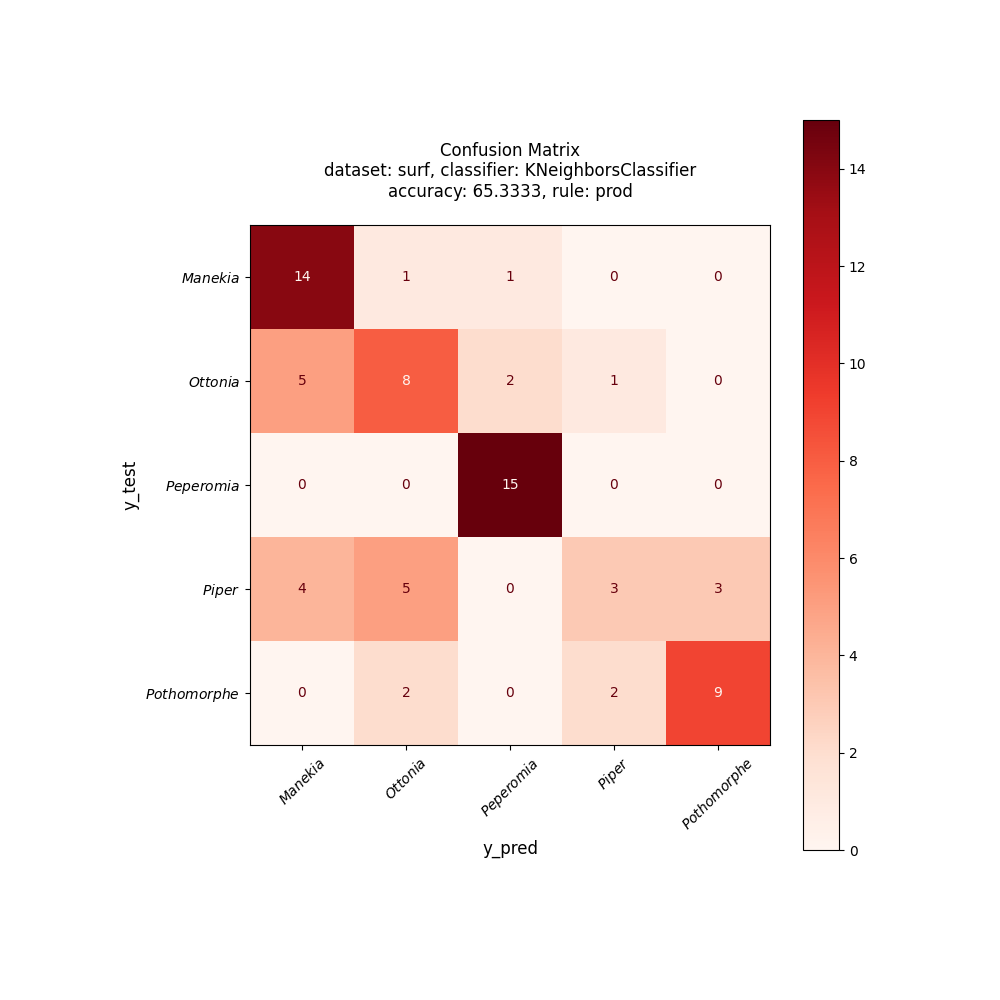 Confusion Matrix
dataset: surf, classifier: KNeighborsClassifier
accuracy: 65.3333, rule: prod
y_test
Manekia 14 1 1 0 0
Ottonia 5 8 2 1 0
Peperomia 0 0 15 0 0
Piper 4 5 0 3 3
Pothomorphe 0 2 0 2 9
Manekia Ottonia Peperomia Piper Pothomorphe
y_pred
14
12
10
8
6
4
2
0